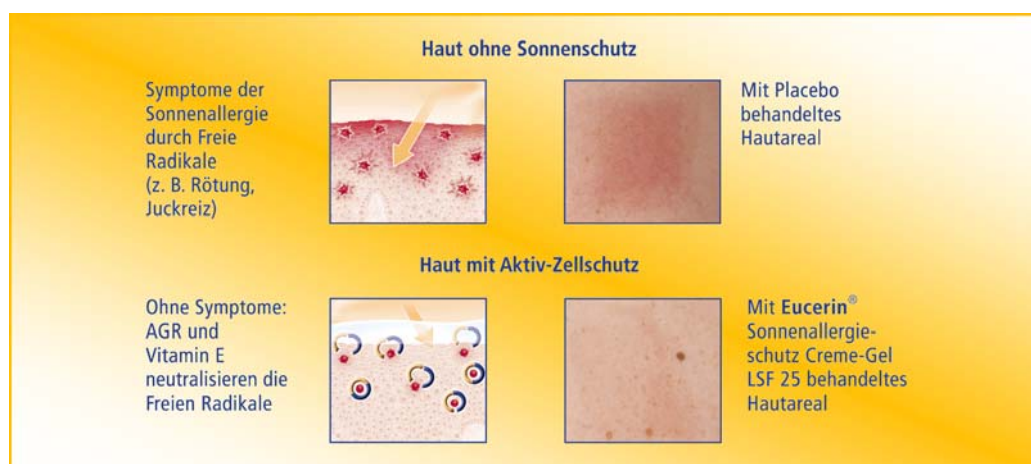 Haut ohne Sonnenschutz
Symptome der
Sonnenallergie
durch Freie
Radikale
(z. B. Rötung,
Juckreiz)
Mit Placebo
behandeltes
Hautareal
Haut mit Aktiv-Zellschutz
Ohne Symptome:
AGR und
Vitamin E
neutralisieren die
Freien Radikale
Mit Eucerin®
Sonnenallergie-
schutz Creme-Gel
LSF 25 behandeltes
Hautareal